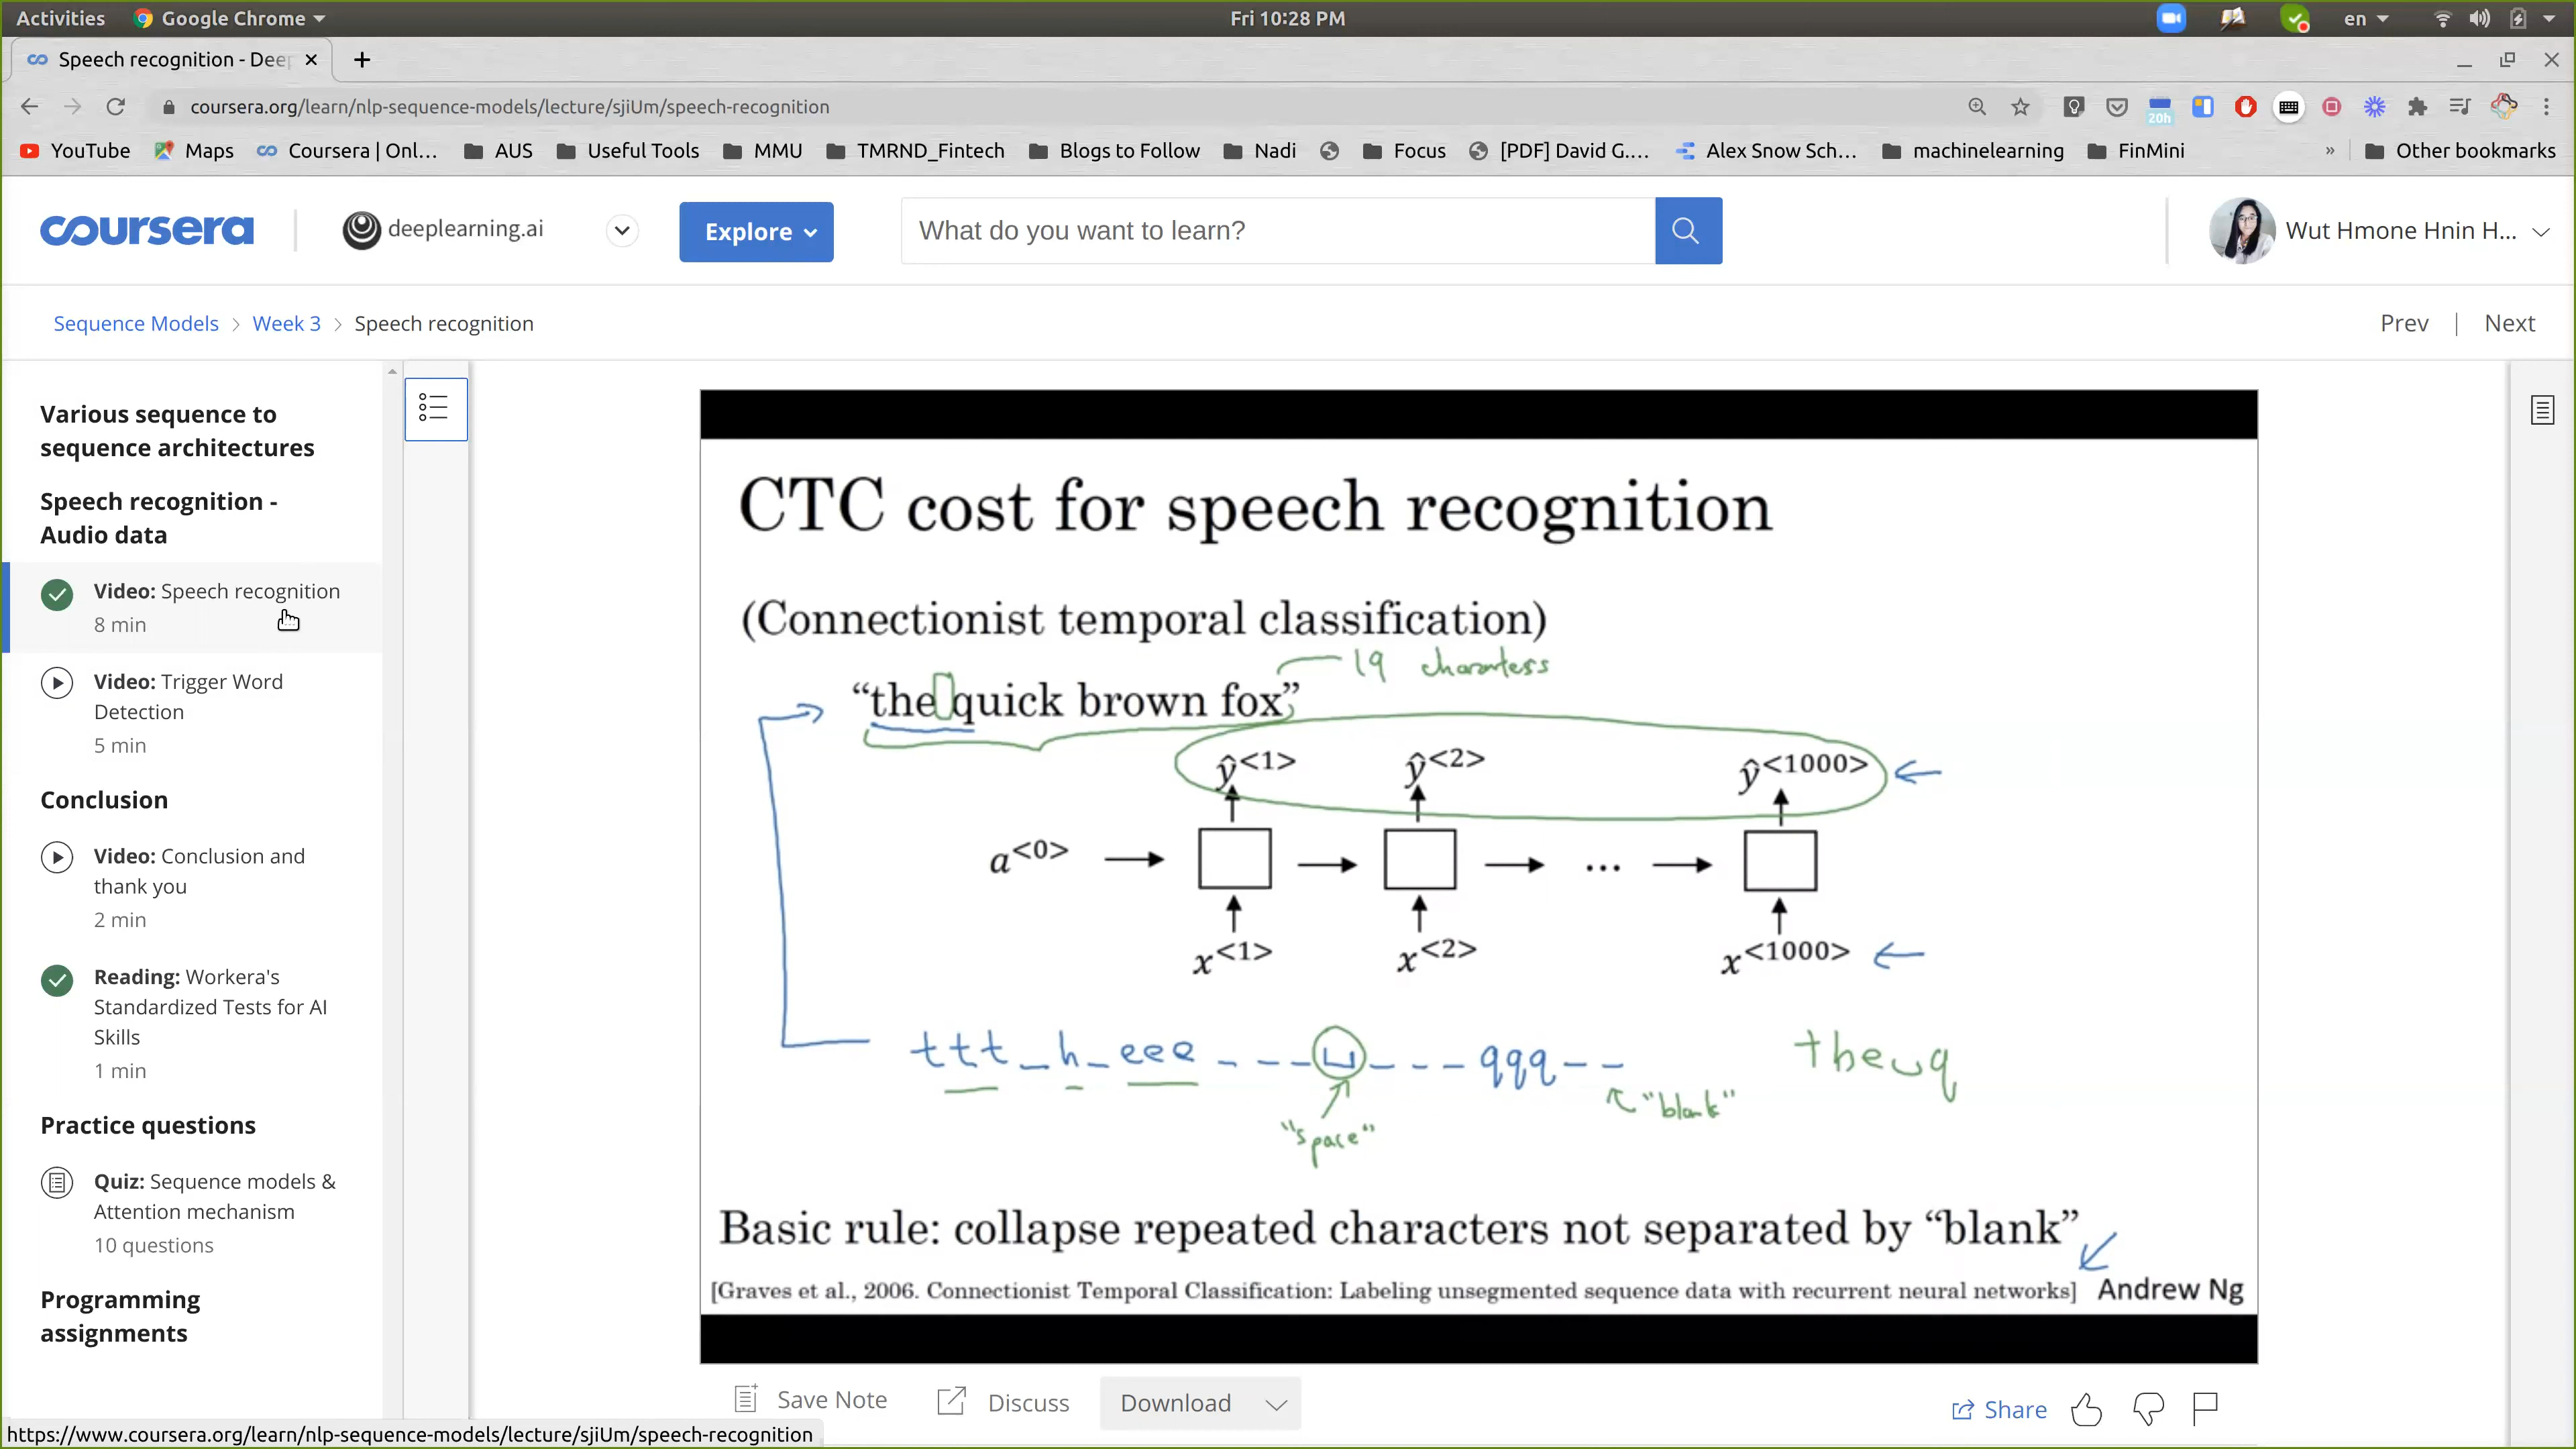 Activities Google Chrome Fri 10:28 PM en
Speech recognition - Deep
coursera.org/learn/nlp-sequence-models/lecture/sjiUm/speech-recognition
20h
YouTube Maps Coursera | Onl... AUS Useful Tools MMU TMRND_Fintech Blogs to Follow Nadi Focus [PDF] David G.... Alex Snow Sch... machinelearning FinMini » Other bookmarks
coursera deeplearning.ai Explore What do you want to learn? Wut Hmone Hnin H...
Sequence Models > Week 3 > Speech recognition Prev | Next
Various sequence to
sequence architectures
Speech recognition -
Audio data
Video: Speech recognition
8 min
Video: Trigger Word
Detection
5 min
Conclusion
Video: Conclusion and
thank you
2 min
Reading: Workera's
Standardized Tests for AI
Skills
1 min
Practice questions
Quiz: Sequence models &
Attention mechanism
10 questions
Programming
assignments
CTC cost for speech recognition
(Connectionist temporal classification)
19
“the quick brown fox”
ŷ<1> ŷ<2> ŷ<1000>
a<0> ...
x<1> x<2> x<1000>
ttt_h_eee___␣___qqq__ the␣q
"blank"
"space"
Basic rule: collapse repeated characters not separated by “blank”
[Graves et al., 2006. Connectionist Temporal Classification: Labeling unsegmented sequence data with recurrent neural networks] Andrew Ng
Save Note Discuss Download Share
https://www.coursera.org/learn/nlp-sequence-models/lecture/sjiUm/speech-recognition